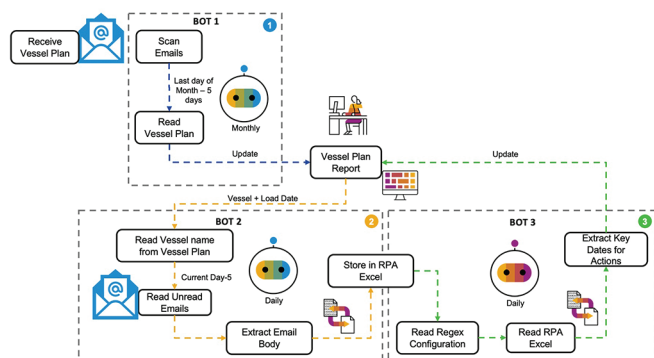 BOT 1
1
Receive
Vessel Plan
Scan
Emails
Last day of
Month – 5
days
Read
Vessel Plan
Monthly
Update
Vessel Plan
Report
Update
Vessel + Load Date
BOT 2
2
Read Vessel name
from Vessel Plan
Current Day-5
Read Unread
Emails
Daily
Extract Email
Body
Store in RPA
Excel
BOT 3
3
Extract Key
Dates for
Actions
Daily
Read Regex
Configuration
Read RPA
Excel